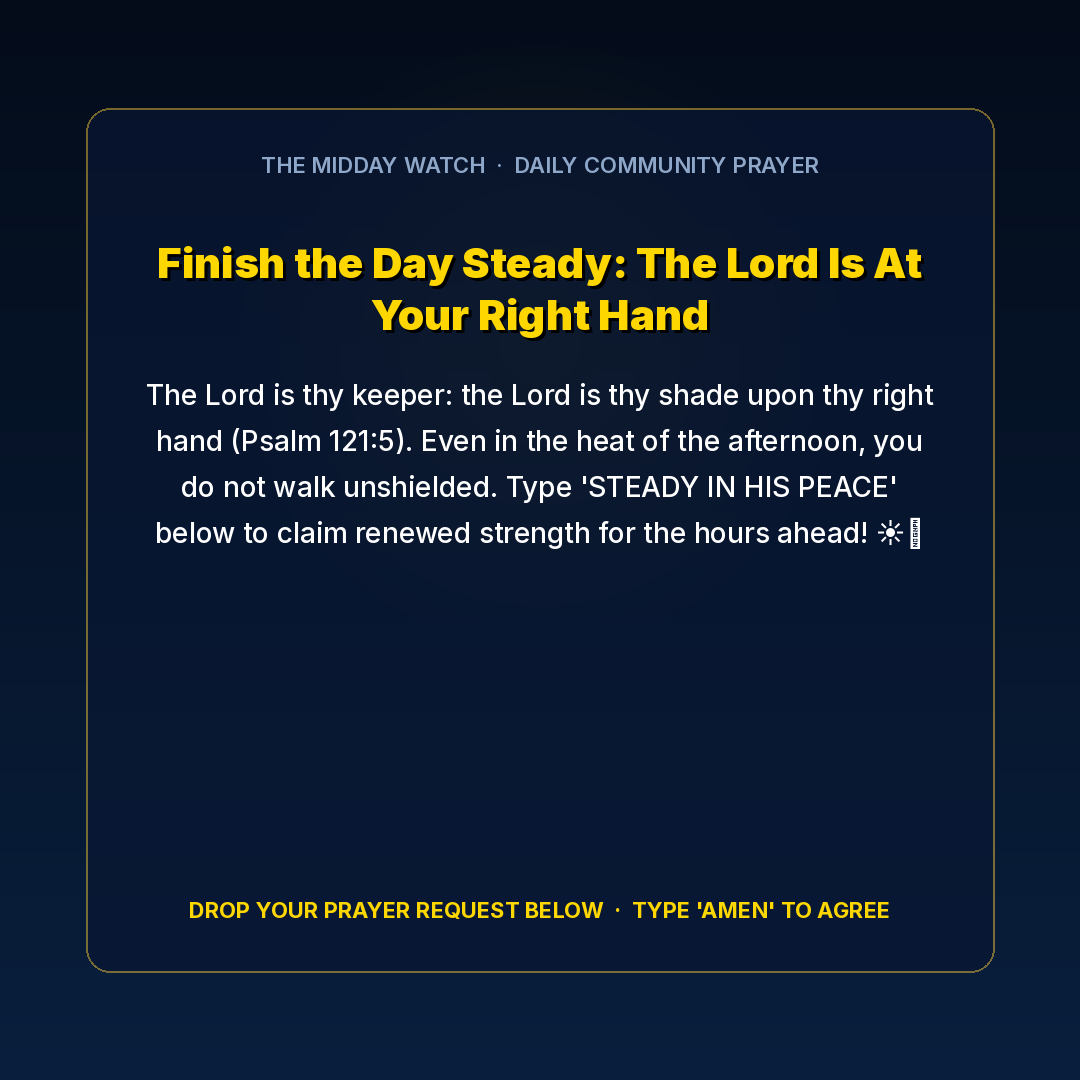 THE MIDDAY WATCH · DAILY COMMUNITY PRAYER
Finish the Day Steady: The Lord Is At
Your Right Hand
The Lord is thy keeper: the Lord is thy shade upon thy right
hand (Psalm 121:5). Even in the heat of the afternoon, you
do not walk unshielded. Type 'STEADY IN HIS PEACE'
below to claim renewed strength for the hours ahead! ☀
DROP YOUR PRAYER REQUEST BELOW · TYPE 'AMEN' TO AGREE